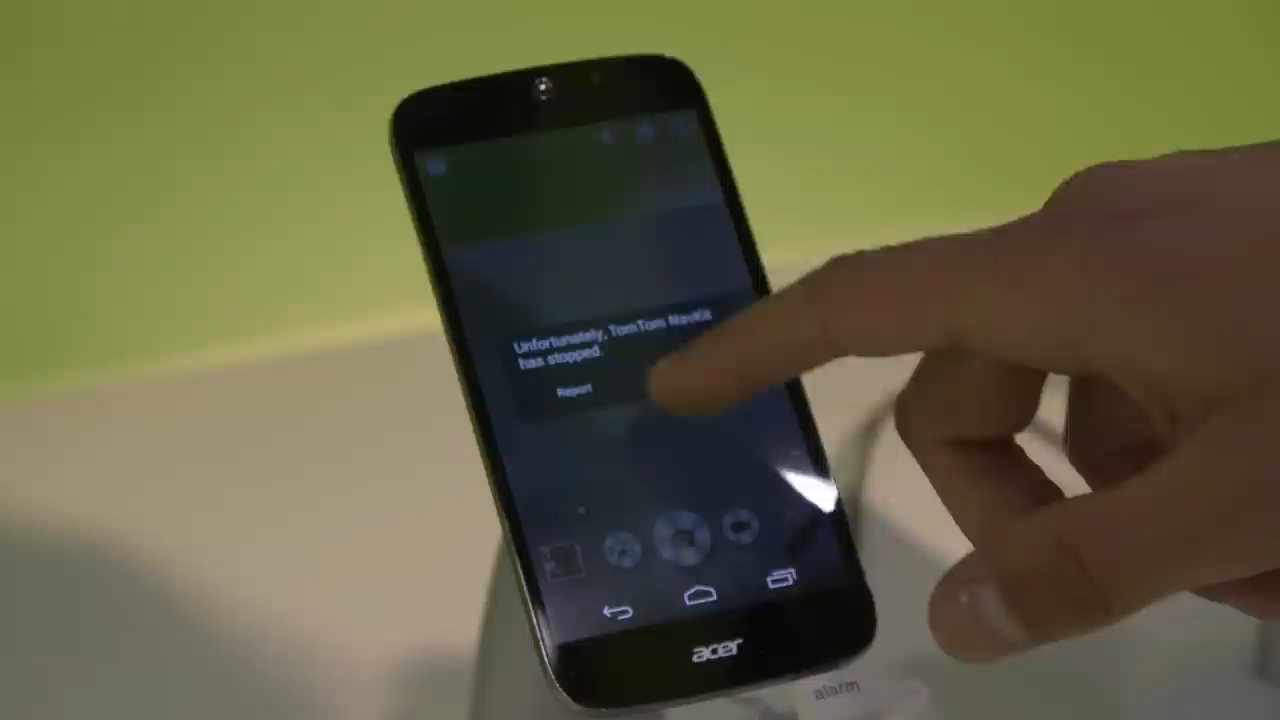 Unfortunately, TomTom NavKit
has stopped.
Report
acer
alarm